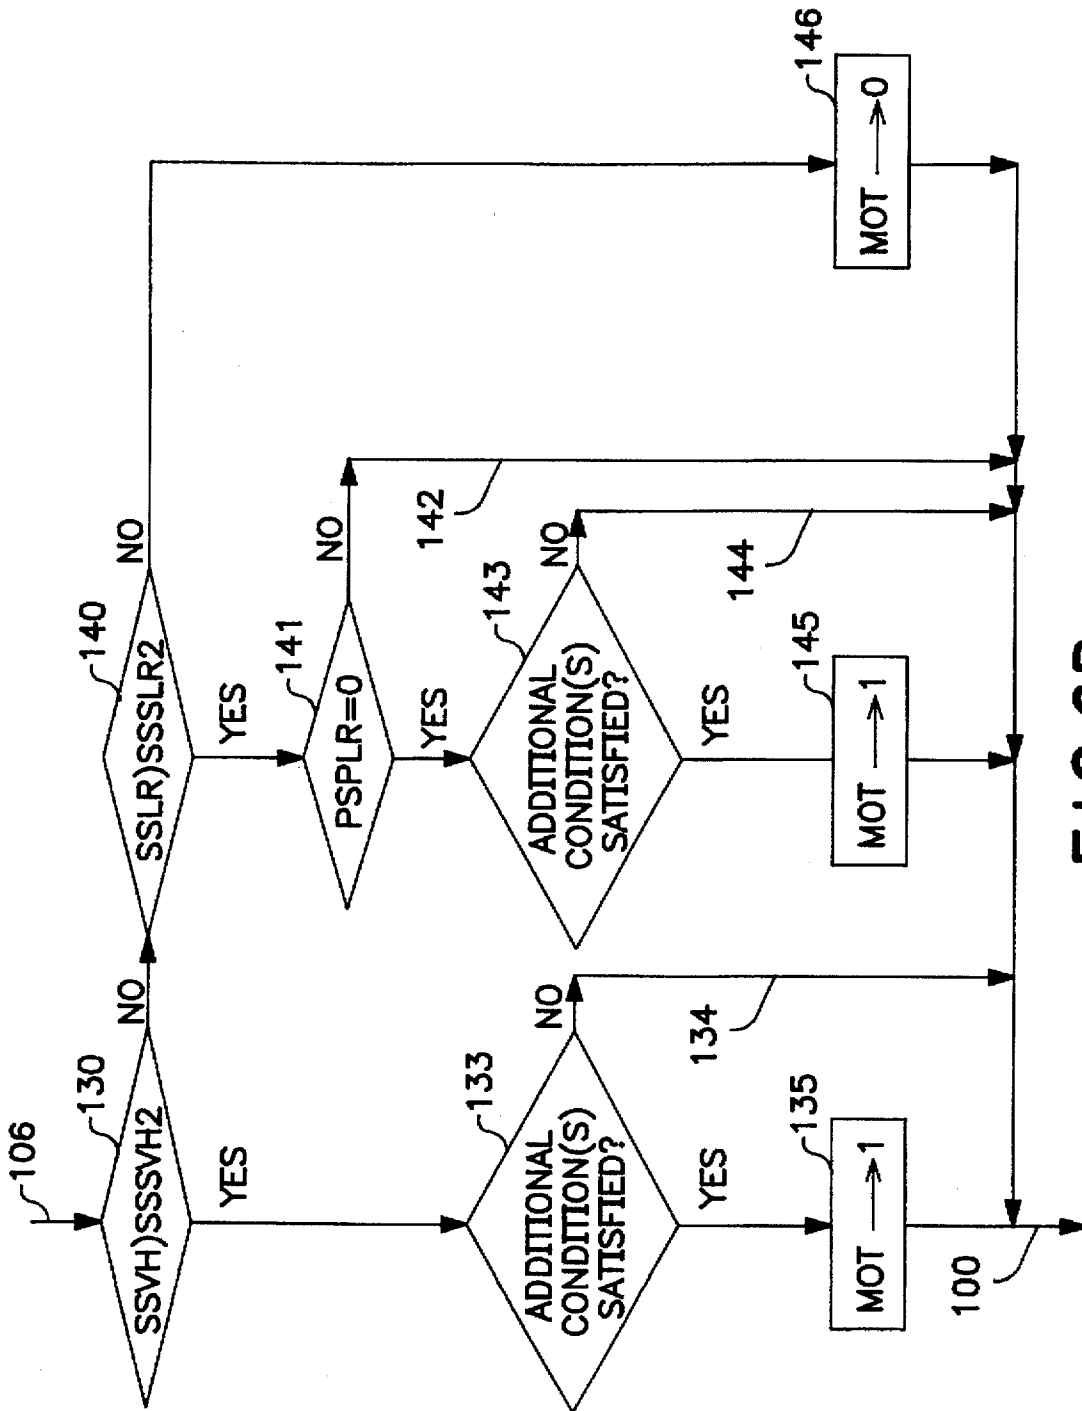 106
SSVH)SSSVH2
130
NO
YES
SSLR)SSSLR2
140
NO
YES
PSPLR=0
141
NO
YES
142
ADDITIONAL
CONDITION(S)
SATISFIED?
133
NO
YES
134
ADDITIONAL
CONDITION(S)
SATISFIED?
143
NO
YES
144
MOT → 1
135
MOT → 1
145
MOT → 0
146
100